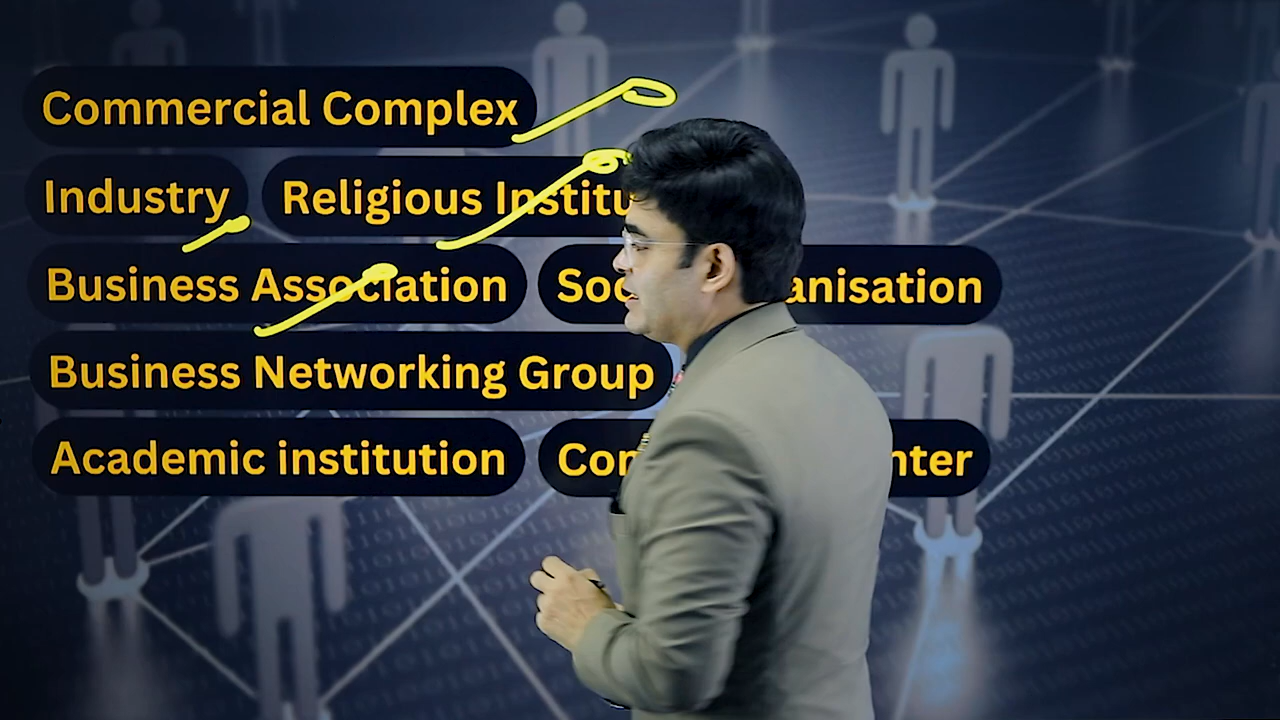 Commercial Complex
Industry Religious
Business Association
Business Networking Group
Academic institution